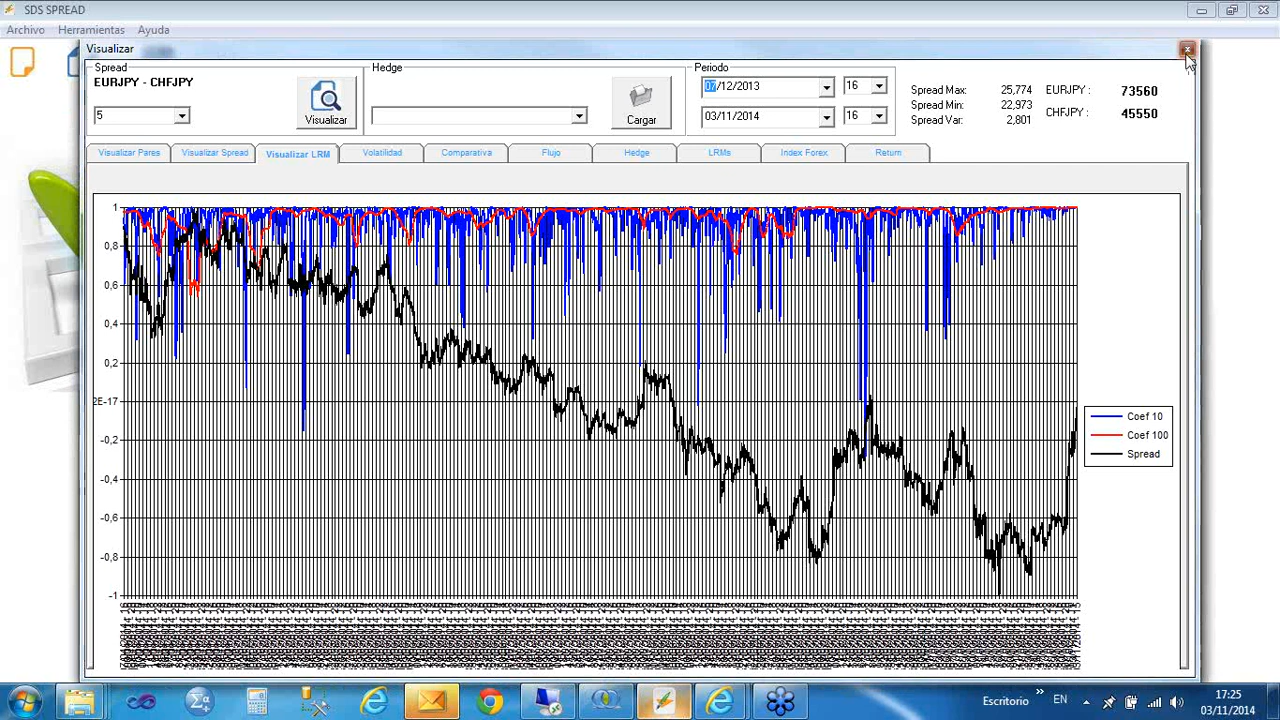 SDS SPREAD
Archivo Herramientas Ayuda
Visualizar
Spread
EURJPY - CHFJPY
5
Visualizar
Hedge
Cargar
Periodo
07/12/2013 16
03/11/2014 16
Spread Max: 25,774 EURJPY : 73560
Spread Min: 22,973 CHFJPY : 45550
Spread Var: 2,801
Visualizar Pares Visualizar Spread Visualizar LRM Volatilidad Comparativa Flujo Hedge LRMs Index Forex Return
1
0,8
0,6
0,4
0,2
2E-17
-0,2
-0,4
-0,6
-0,8
-1
Coef 10
Coef 100
Spread
Escritorio » EN 17:25
03/11/2014